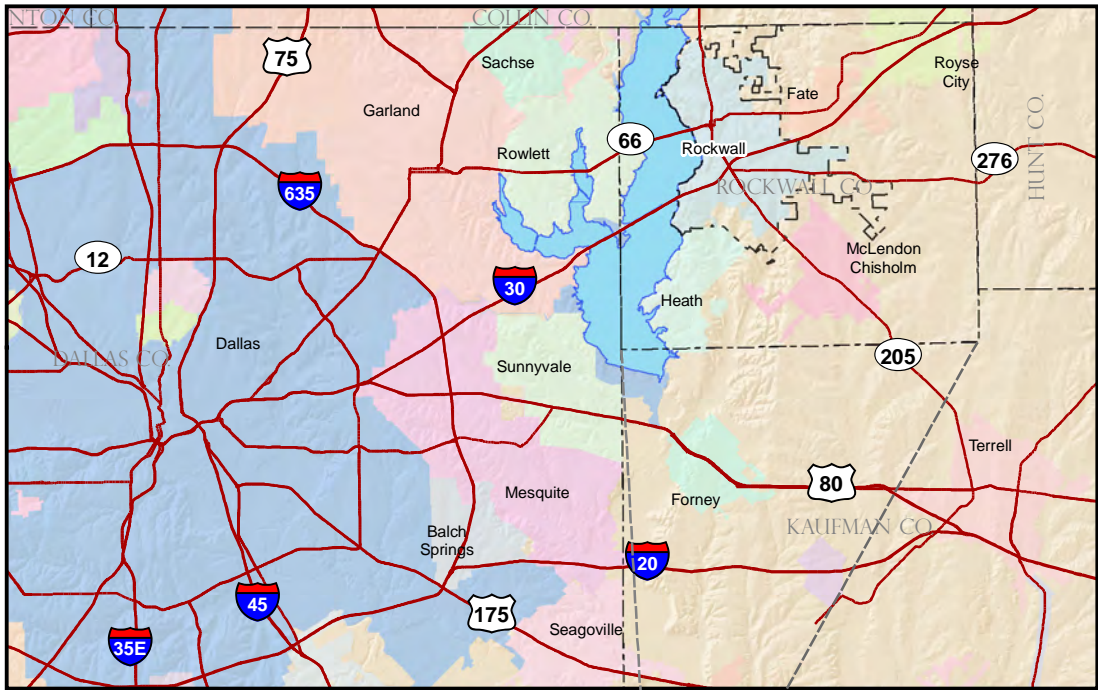 NTON CO.
COLLIN CO.
75
Sachse
Royse
City
Fate
Garland
66
Rowlett
Rockwall
276
HUNT CO.
635
ROCKWALL CO.
12
McLendon
Chisholm
30
Heath
Dallas
DALLAS CO.
Sunnyvale
205
Terrell
80
Mesquite
Forney
KAUFMAN CO.
Balch
Springs
20
45
175
Seagoville
35E